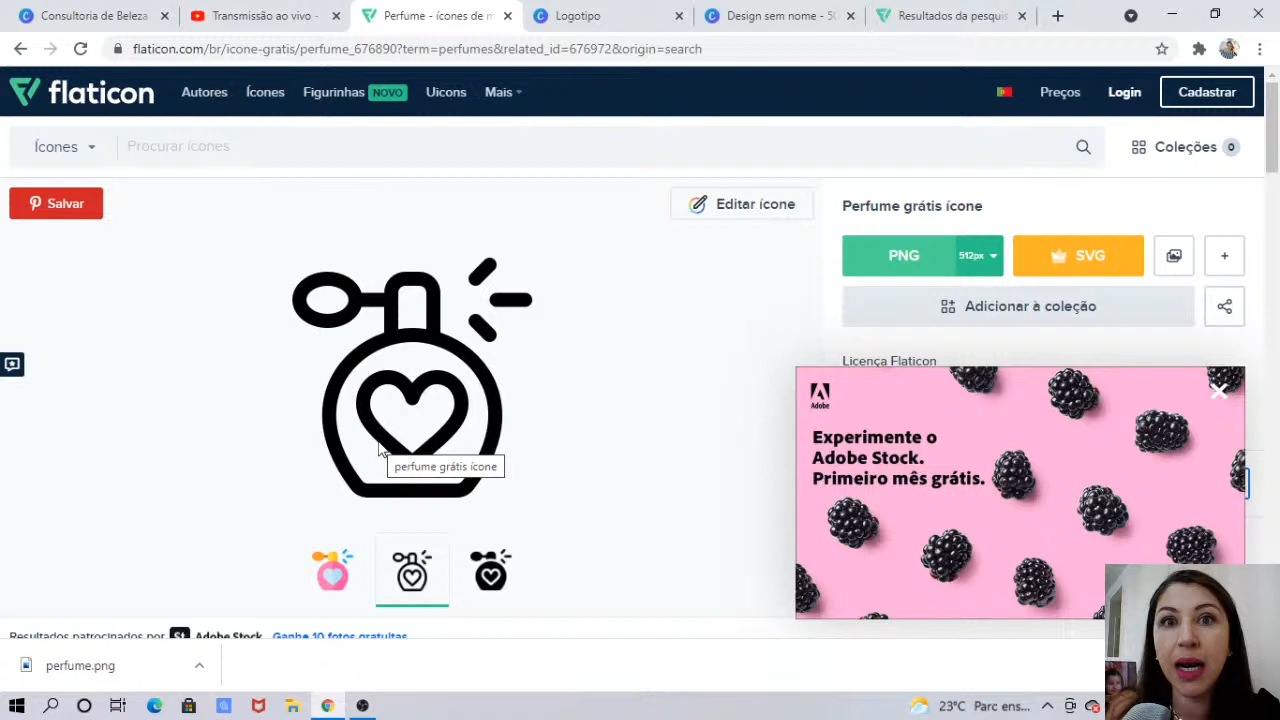 Consultoria de Beleza
Transmissão ao vivo -
Perfume - ícones de m
Logotipo
Design sem nome - 50
Resultados da pesquis
flaticon.com/br/icone-gratis/perfume_676890?term=perfumes&related_id=676972&origin=search
flaticon
Autores
Ícones
Figurinhas NOVO
Uicons
Mais
Preços
Login
Cadastrar
Ícones
Procurar ícones
Coleções 0
Salvar
Editar ícone
Perfume grátis ícone
PNG 512px
SVG
+
Adicionar à coleção
Licença Flaticon
Adobe
Experimente o
Adobe Stock.
Primeiro mês grátis.
perfume grátis ícone
Resultados patrocinados por St Adobe Stock Ganhe 10 fotos gratuitas
perfume.png
23°C Parc ens...